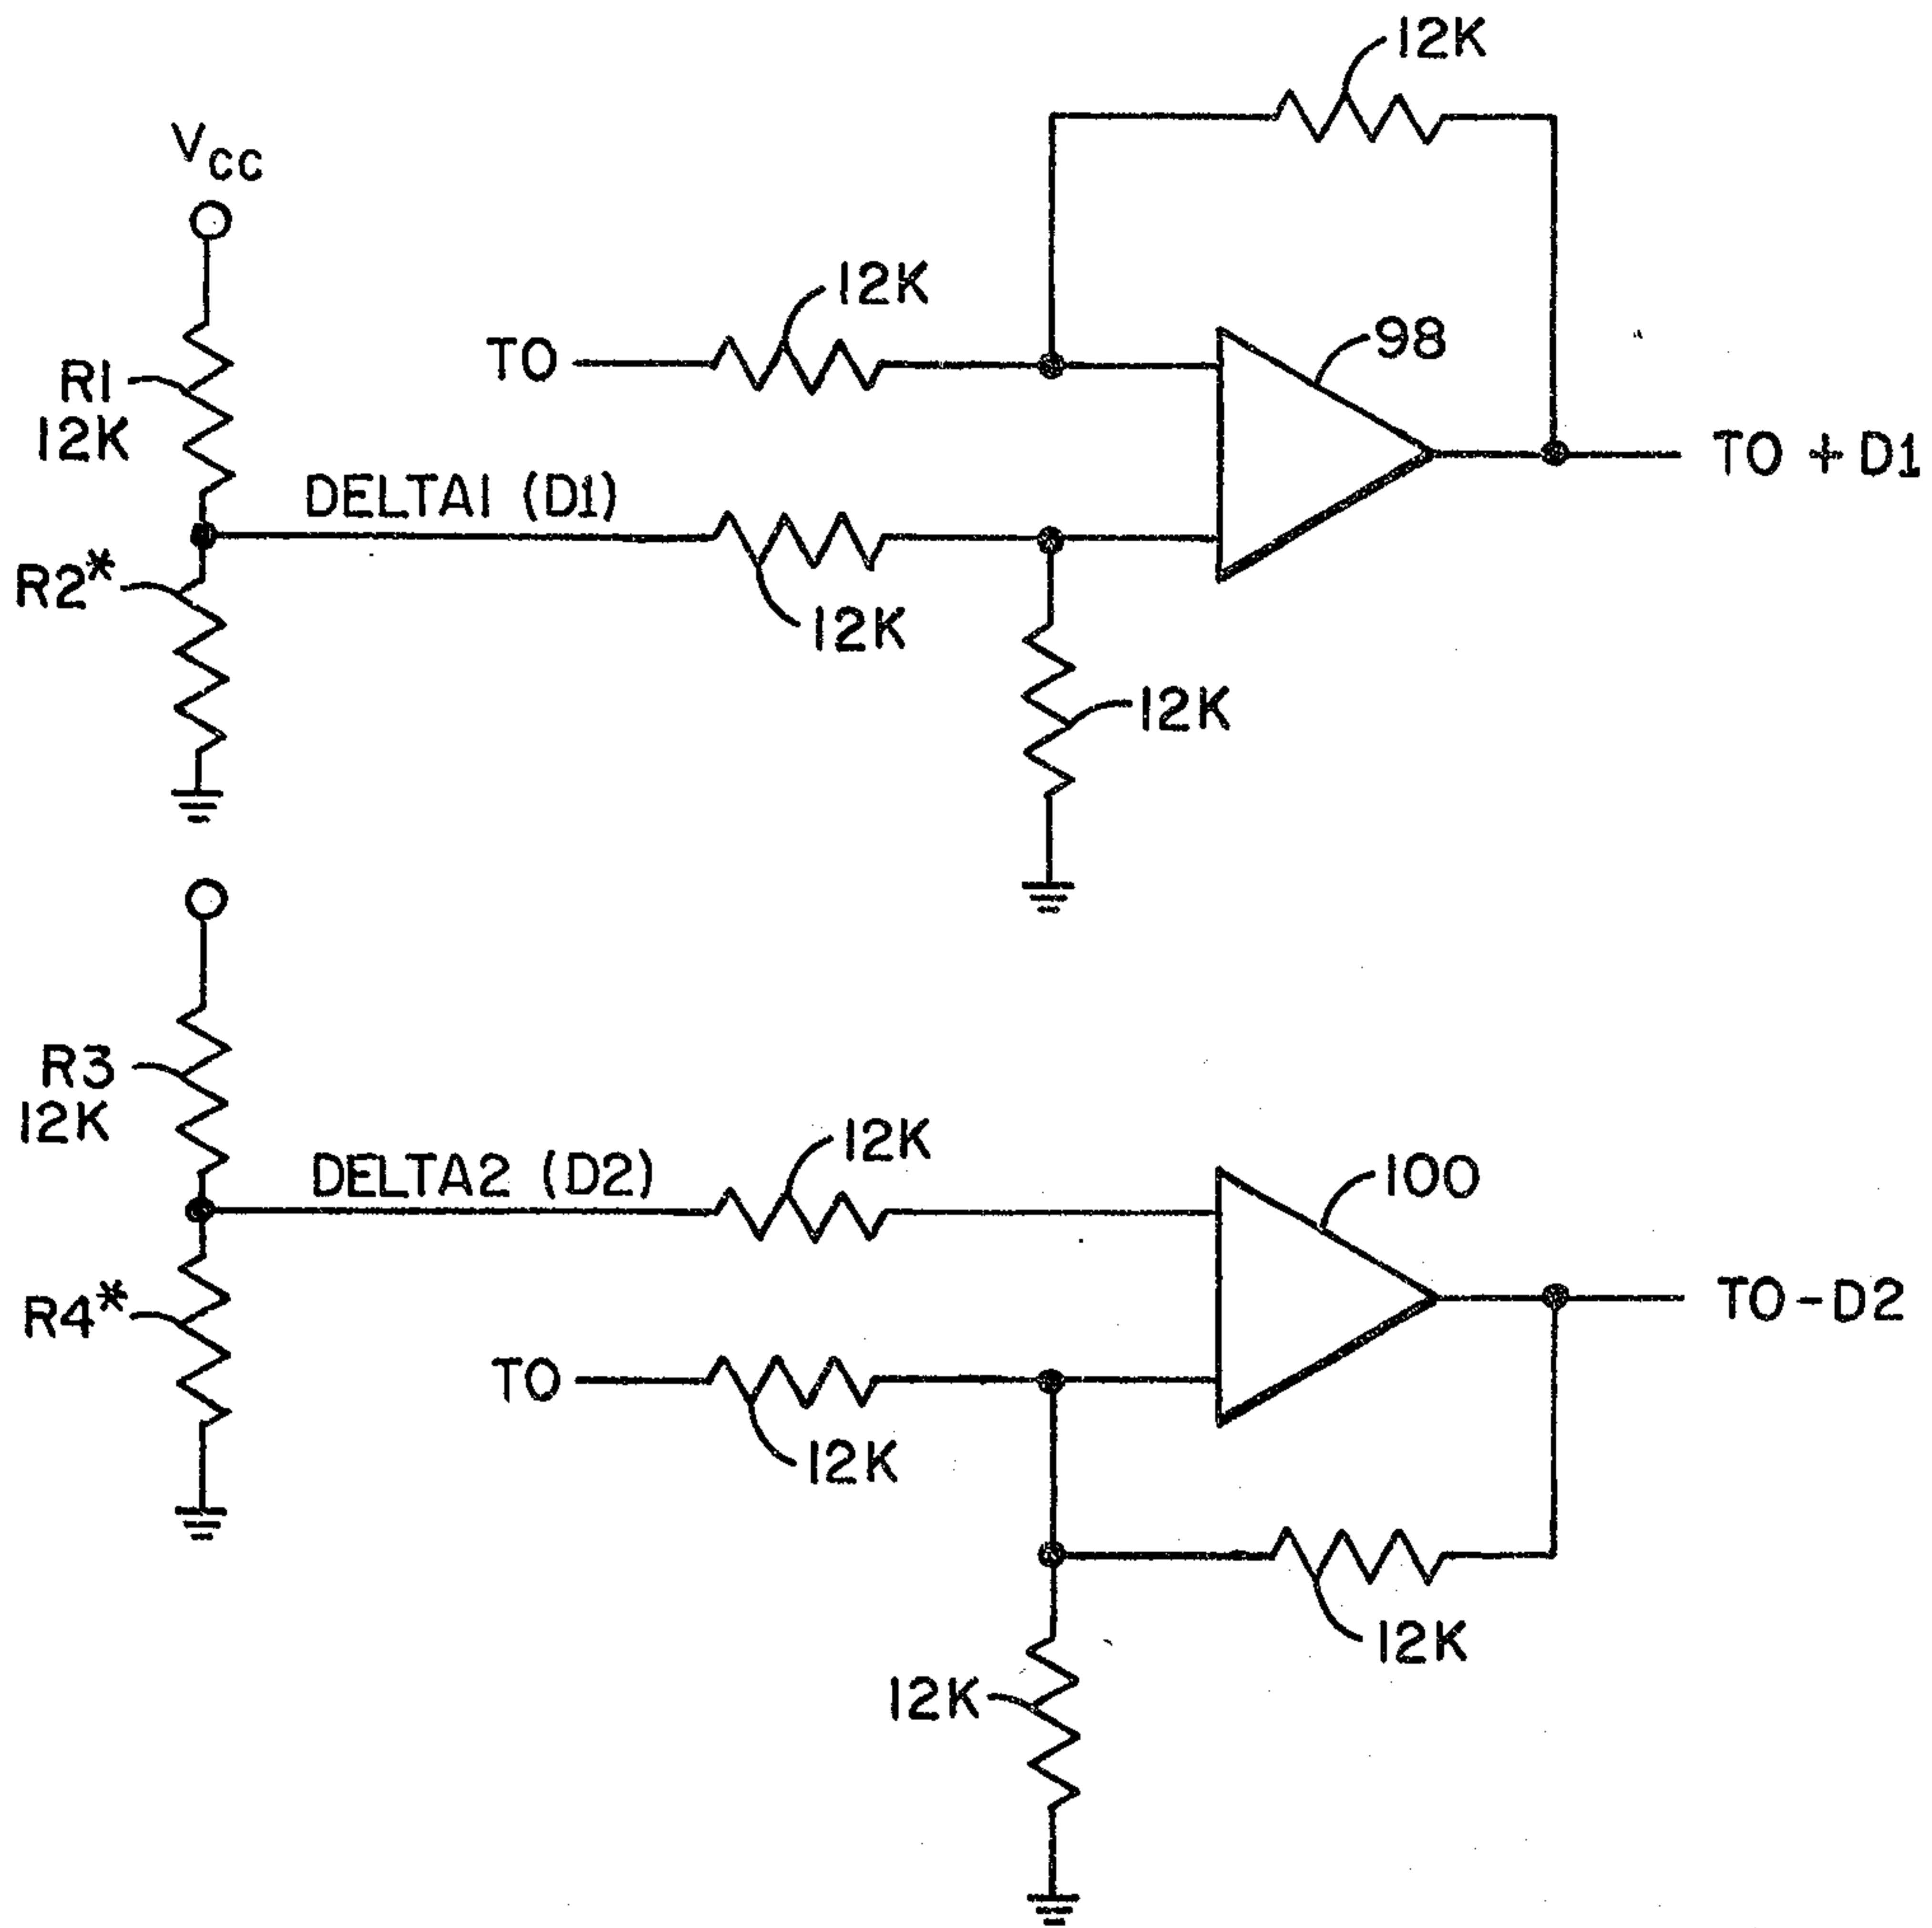 12K
VCC
12K
TO
98
R1
12K
TO + D1
DELTA1 (D1)
R2*
12K
12K
R3
12K
12K
DELTA2 (D2)
100
R4*
TO - D2
TO
12K
12K
12K